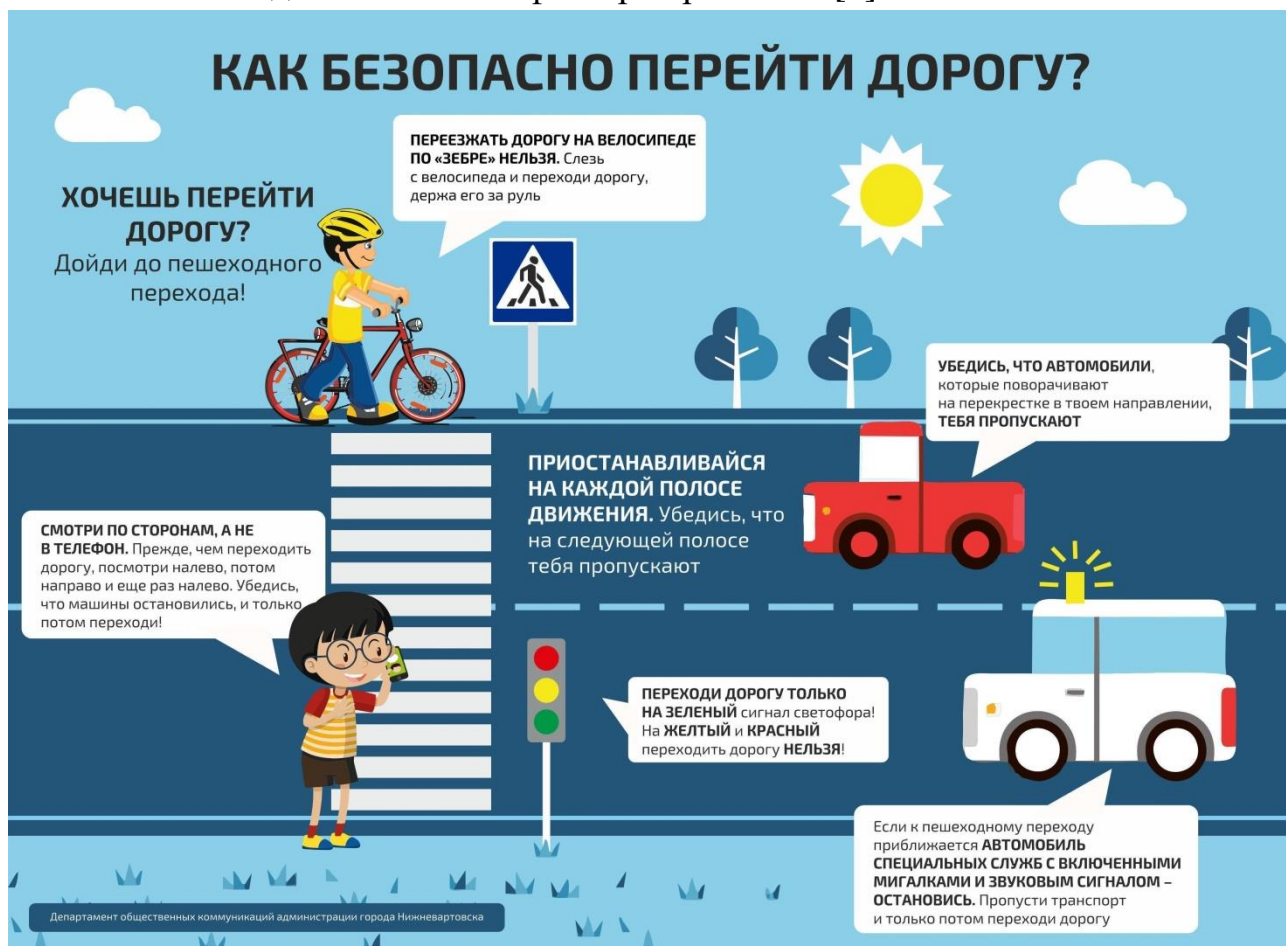 КАК БЕЗОПАСНО ПЕРЕЙТИ ДОРОГУ?
ПЕРЕЕЗЖАТЬ ДОРОГУ НА ВЕЛОСИПЕДЕ
ПО «ЗЕБРЕ» НЕЛЬЗЯ. Слезь
с велосипеда и переходи дорогу,
держа его за руль
ХОЧЕШЬ ПЕРЕЙТИ
ДОРОГУ?
Дойди до пешеходного
перехода!
УБЕДИСЬ, ЧТО АВТОМОБИЛИ,
которые поворачивают
на перекрестке в твоем направлении,
ТЕБЯ ПРОПУСКАЮТ
ПРИОСТАНАВЛИВАЙСЯ
НА КАЖДОЙ ПОЛОСЕ
ДВИЖЕНИЯ. Убедись, что
на следующей полосе
тебя пропускают
СМОТРИ ПО СТОРОНАМ, А НЕ
В ТЕЛЕФОН. Прежде, чем переходить
дорогу, посмотри налево, потом
направо и еще раз налево. Убедись,
что машины остановились, и только
потом переходи!
ПЕРЕХОДИ ДОРОГУ ТОЛЬКО
НА ЗЕЛЕНЫЙ сигнал светофора!
На ЖЕЛТЫЙ и КРАСНЫЙ
переходить дорогу НЕЛЬЗЯ!
Если к пешеходному переходу
приближается АВТОМОБИЛЬ
СПЕЦИАЛЬНЫХ СЛУЖБ С ВКЛЮЧЕННЫМИ
МИГАЛКАМИ И ЗВУКОВЫМ СИГНАЛОМ –
ОСТАНОВИСЬ. Пропусти транспорт
и только потом переходи дорогу
Департамент общественных коммуникаций администрации города Нижневартовска